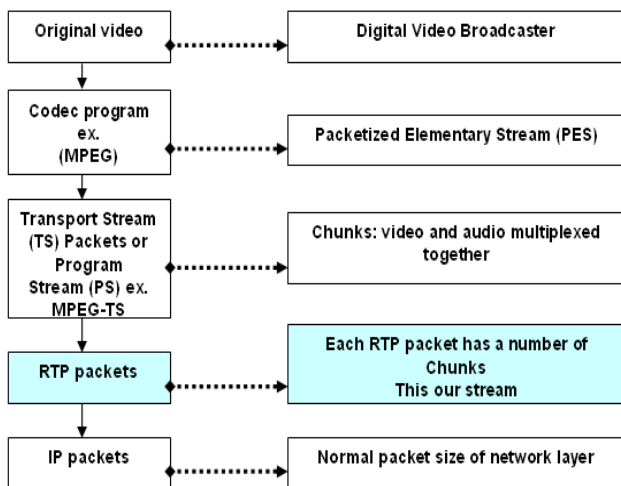 Original video
Digital Video Broadcaster
Codec program
ex.
(MPEG)
Packetized Elementary Stream (PES)
Transport Stream
(TS) Packets or
Program
Stream (PS) ex.
MPEG-TS
Chunks: video and audio multiplexed
together
RTP packets
Each RTP packet has a number of
Chunks
This our stream
IP packets
Normal packet size of network layer